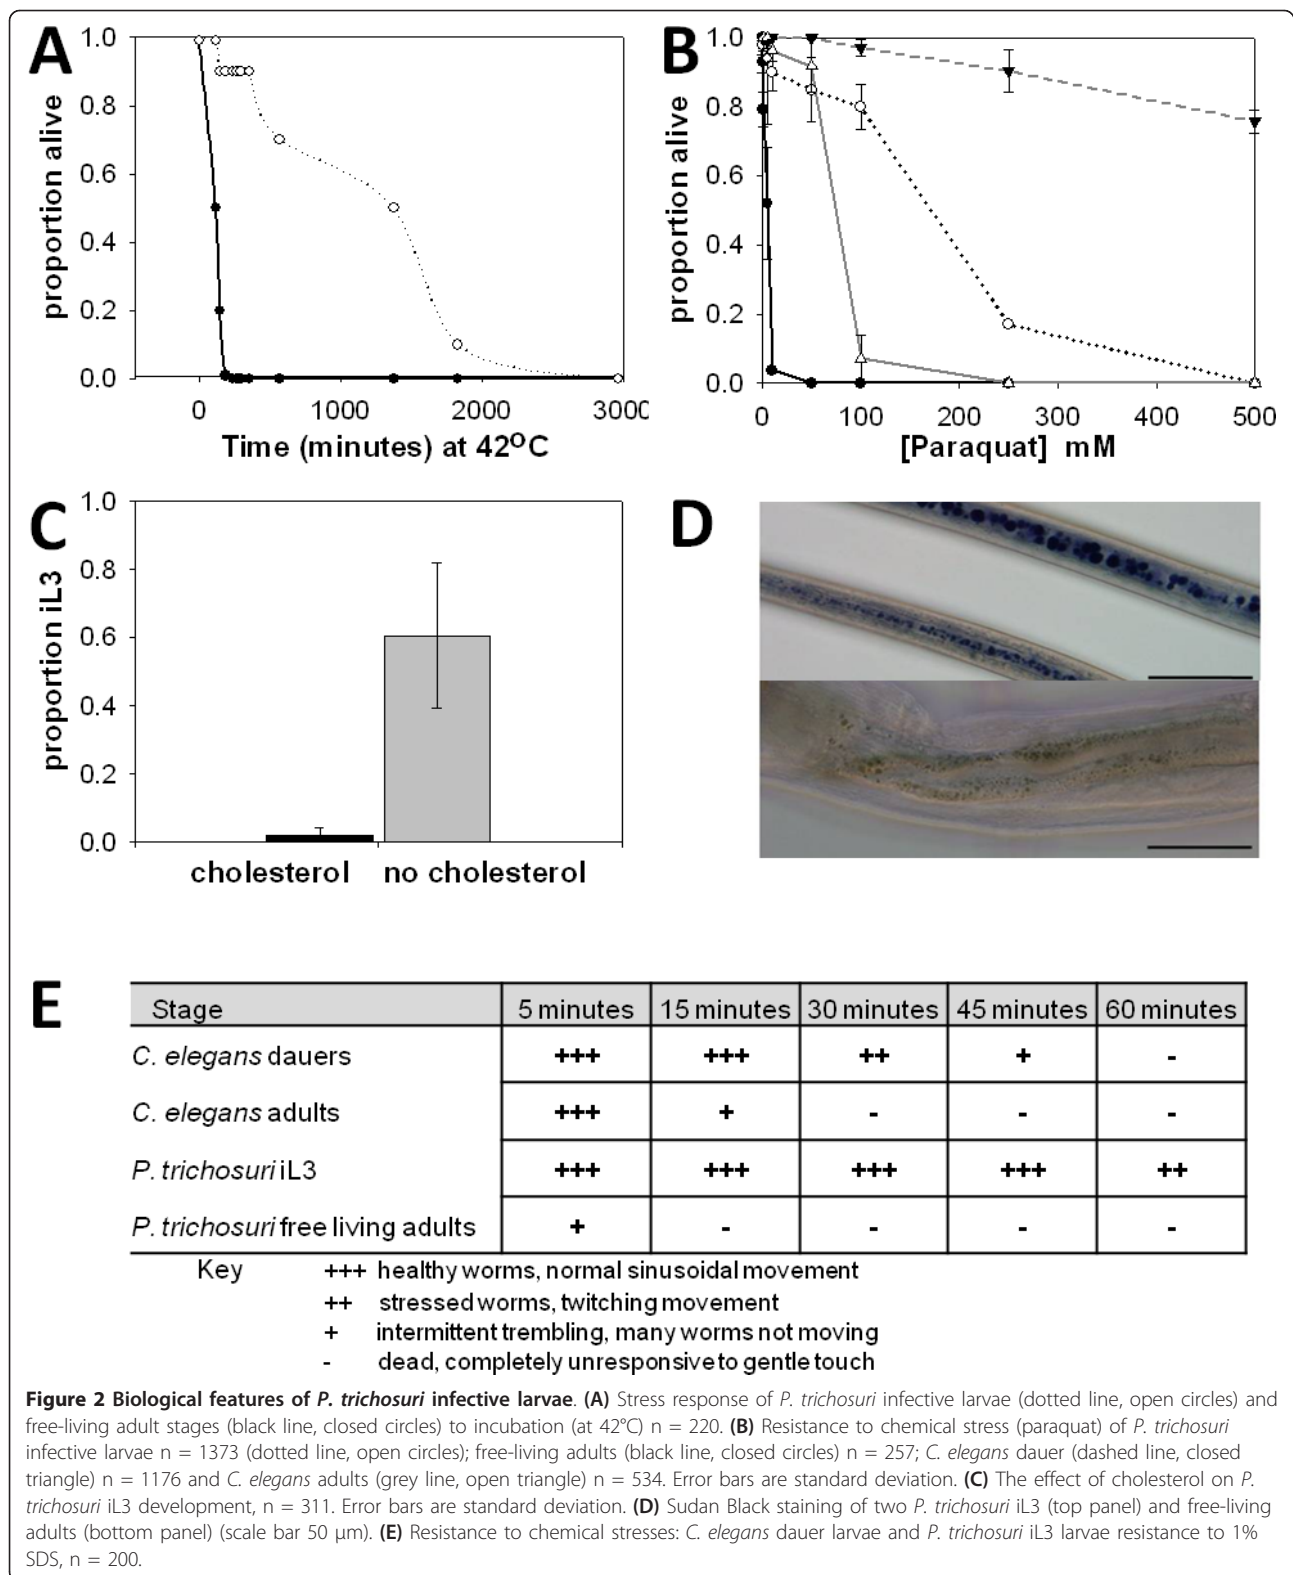 A
proportion alive
1.0
0.8
0.6
0.4
0.2
0.0
0 1000 2000 3000
Time (minutes) at 42ºC
B
proportion alive
1.0
0.8
0.6
0.4
0.2
0.0
0 100 200 300 400 500
[Paraquat] mM
C
proportion iL3
1.0
0.8
0.6
0.4
0.2
0.0
cholesterol no cholesterol
D
E
Stage 5 minutes 15 minutes 30 minutes 45 minutes 60 minutes
C. elegans dauers +++ +++ ++ + -
C. elegans adults +++ + - - -
P. trichosuri iL3 +++ +++ +++ +++ ++
P. trichosuri free living adults + - - - -
Key +++ healthy worms, normal sinusoidal movement
++ stressed worms, twitching movement
+ intermittent trembling, many worms not moving
- dead, completely unresponsive to gentle touch
Figure 2 Biological features of P. trichosuri infective larvae. (A) Stress response of P. trichosuri infective larvae (dotted line, open circles) and
free-living adult stages (black line, closed circles) to incubation (at 42°C) n = 220. (B) Resistance to chemical stress (paraquat) of P. trichosuri
infective larvae n = 1373 (dotted line, open circles); free-living adults (black line, closed circles) n = 257; C. elegans dauer (dashed line, closed
triangle) n = 1176 and C. elegans adults (grey line, open triangle) n = 534. Error bars are standard deviation. (C) The effect of cholesterol on P.
trichosuri iL3 development, n = 311. Error bars are standard deviation. (D) Sudan Black staining of two P. trichosuri iL3 (top panel) and free-living
adults (bottom panel) (scale bar 50 μm). (E) Resistance to chemical stresses: C. elegans dauer larvae and P. trichosuri iL3 larvae resistance to 1%
SDS, n = 200.